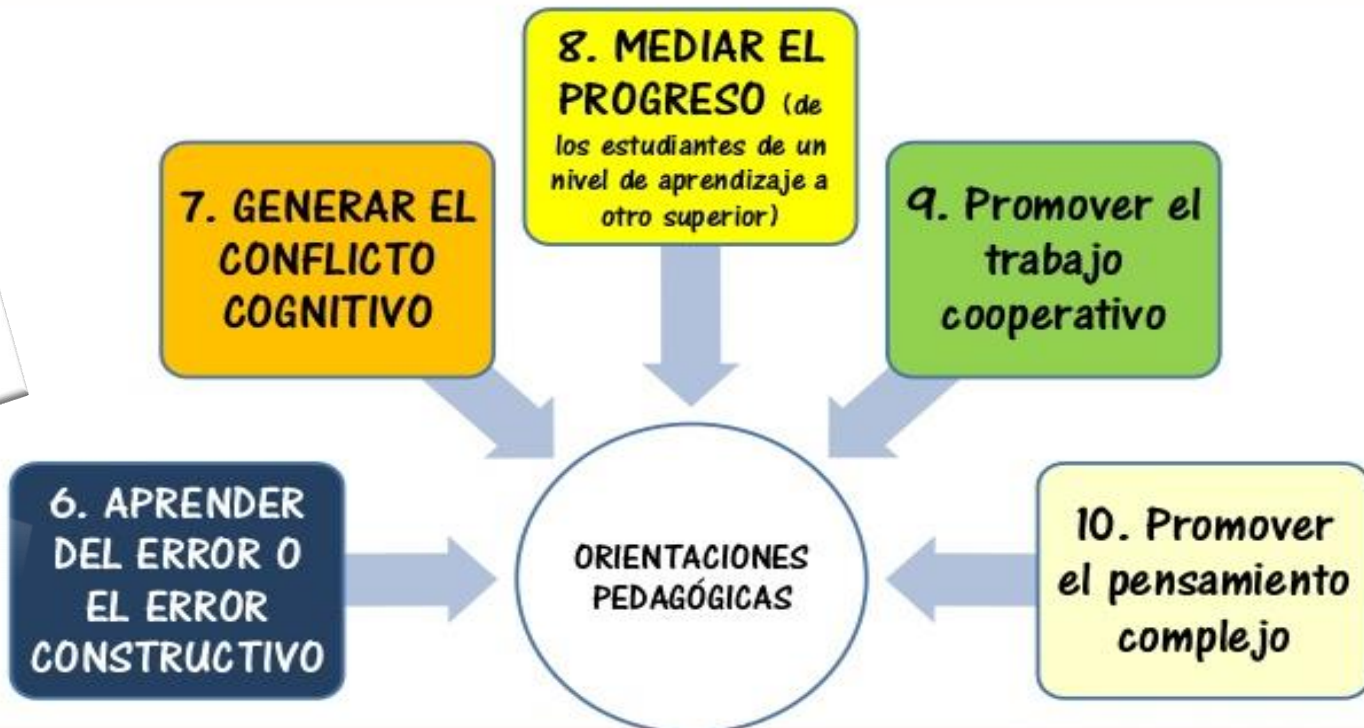 8. MEDIAR EL
PROGRESO (de
los estudiantes de un
nivel de aprendizaje a
otro superior)
7. GENERAR EL
CONFLICTO
COGNITIVO
9. Promover el
trabajo
cooperativo
6. APRENDER
DEL ERROR O
EL ERROR
CONSTRUCTIVO
ORIENTACIONES
PEDAGÓGICAS
10. Promover
el pensamiento
complejo